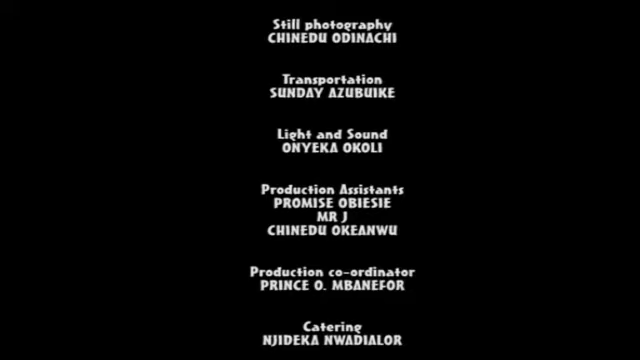 Still photography
CHINEDU ODINACHI
Transportation
SUNDAY AZUBUIKE
Light and Sound
ONYEKA OKOLI
Production Assistants
PROMISE OBIESIE
MR J
CHINEDU OKEANWU
Production co-ordinator
PRINCE O. MBANEFOR
Catering
NJIDEKA NWADIALOR